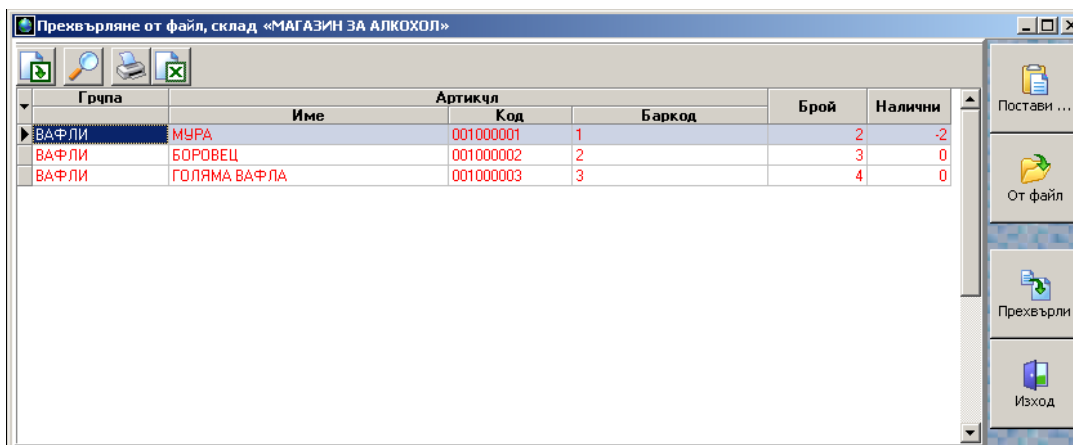 Прехвърляне от файл, склад «МАГАЗИН ЗА АЛКОХОЛ»
Група Артикул Брой Налични
Име Код Баркод
ВАФЛИ МУРА 001000001 1 2 -2
ВАФЛИ БОРОВЕЦ 001000002 2 3 0
ВАФЛИ ГОЛЯМА ВАФЛА 001000003 3 4 0
Постави ...
От файл
Прехвърли
Изход